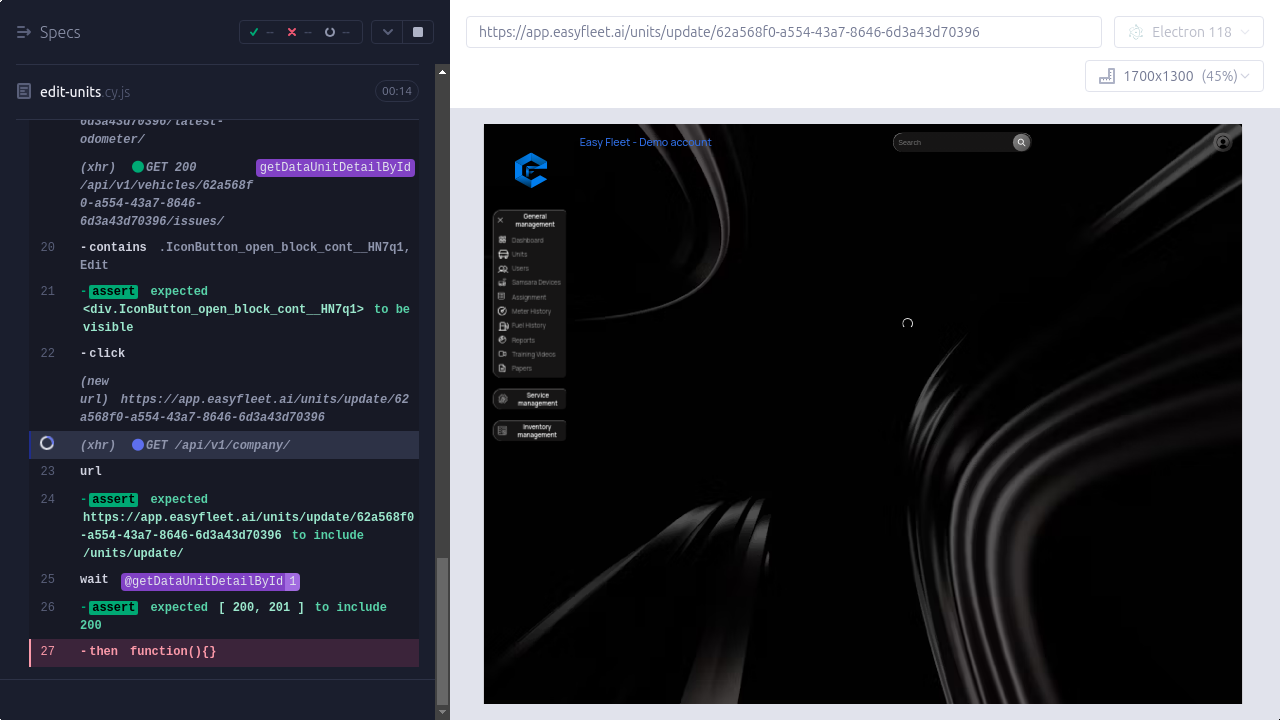 Specs
--
--
--
edit-units.cy.js
00:14
6d3a43d70396/latest-
odometer/
(xhr) GET 200 getDataUnitDetailById
/api/v1/vehicles/62a568f
0-a554-43a7-8646-
6d3a43d70396/issues/
20 -contains .IconButton_open_block_cont__HN7q1,
Edit
21 -assert expected
<div.IconButton_open_block_cont__HN7q1> to be
visible
22 -click
(new
url) https://app.easyfleet.ai/units/update/62
a568f0-a554-43a7-8646-6d3a43d70396
(xhr) GET /api/v1/company/
23 url
24 -assert expected
https://app.easyfleet.ai/units/update/62a568f0
-a554-43a7-8646-6d3a43d70396 to include
/units/update/
25 wait @getDataUnitDetailById 1
26 -assert expected [ 200, 201 ] to include
200
27 -then function(){}
https://app.easyfleet.ai/units/update/62a568f0-a554-43a7-8646-6d3a43d70396
Electron 118
1700x1300 (45%)
Easy Fleet - Demo account
Search
General
management
Dashboard
Units
Users
Samsara Devices
Assignment
Meter History
Fuel History
Reports
Training Videos
Papers
Service
management
Inventory
management